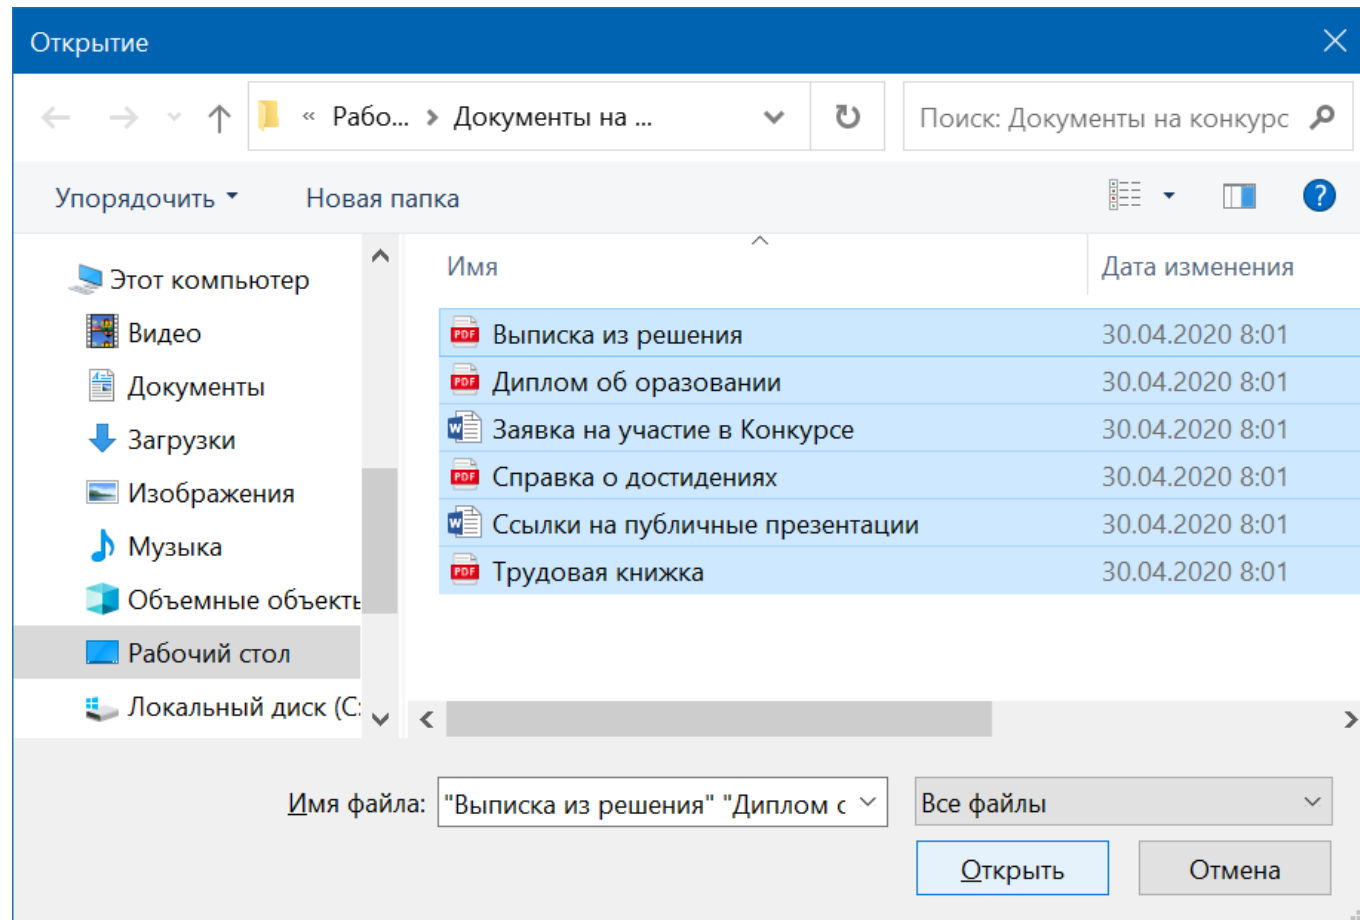 Открытие
« Рабо... > Документы на ...
Поиск: Документы на конкурс
Упорядочить
Новая папка
?
Этот компьютер
Видео
Документы
Загрузки
Изображения
Музыка
Объемные объекты
Рабочий стол
Локальный диск (C:
Имя
Дата изменения
PDF Выписка из решения 30.04.2020 8:01
PDF Диплом об оразовании 30.04.2020 8:01
W Заявка на участие в Конкурсе 30.04.2020 8:01
PDF Справка о достидениях 30.04.2020 8:01
W Ссылки на публичные презентации 30.04.2020 8:01
PDF Трудовая книжка 30.04.2020 8:01
Имя файла: "Выписка из решения" "Диплом о
Все файлы
Открыть
Отмена